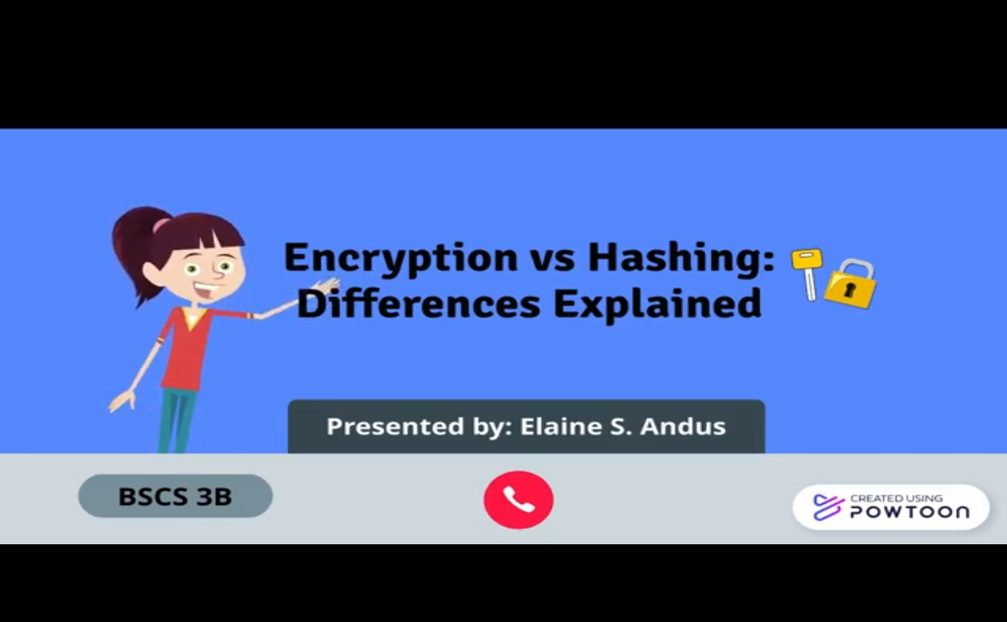 Encryption vs Hashing:
Differences Explained
Presented by: Elaine S. Andus
BSCS 3B
CREATED USING
POWTOON